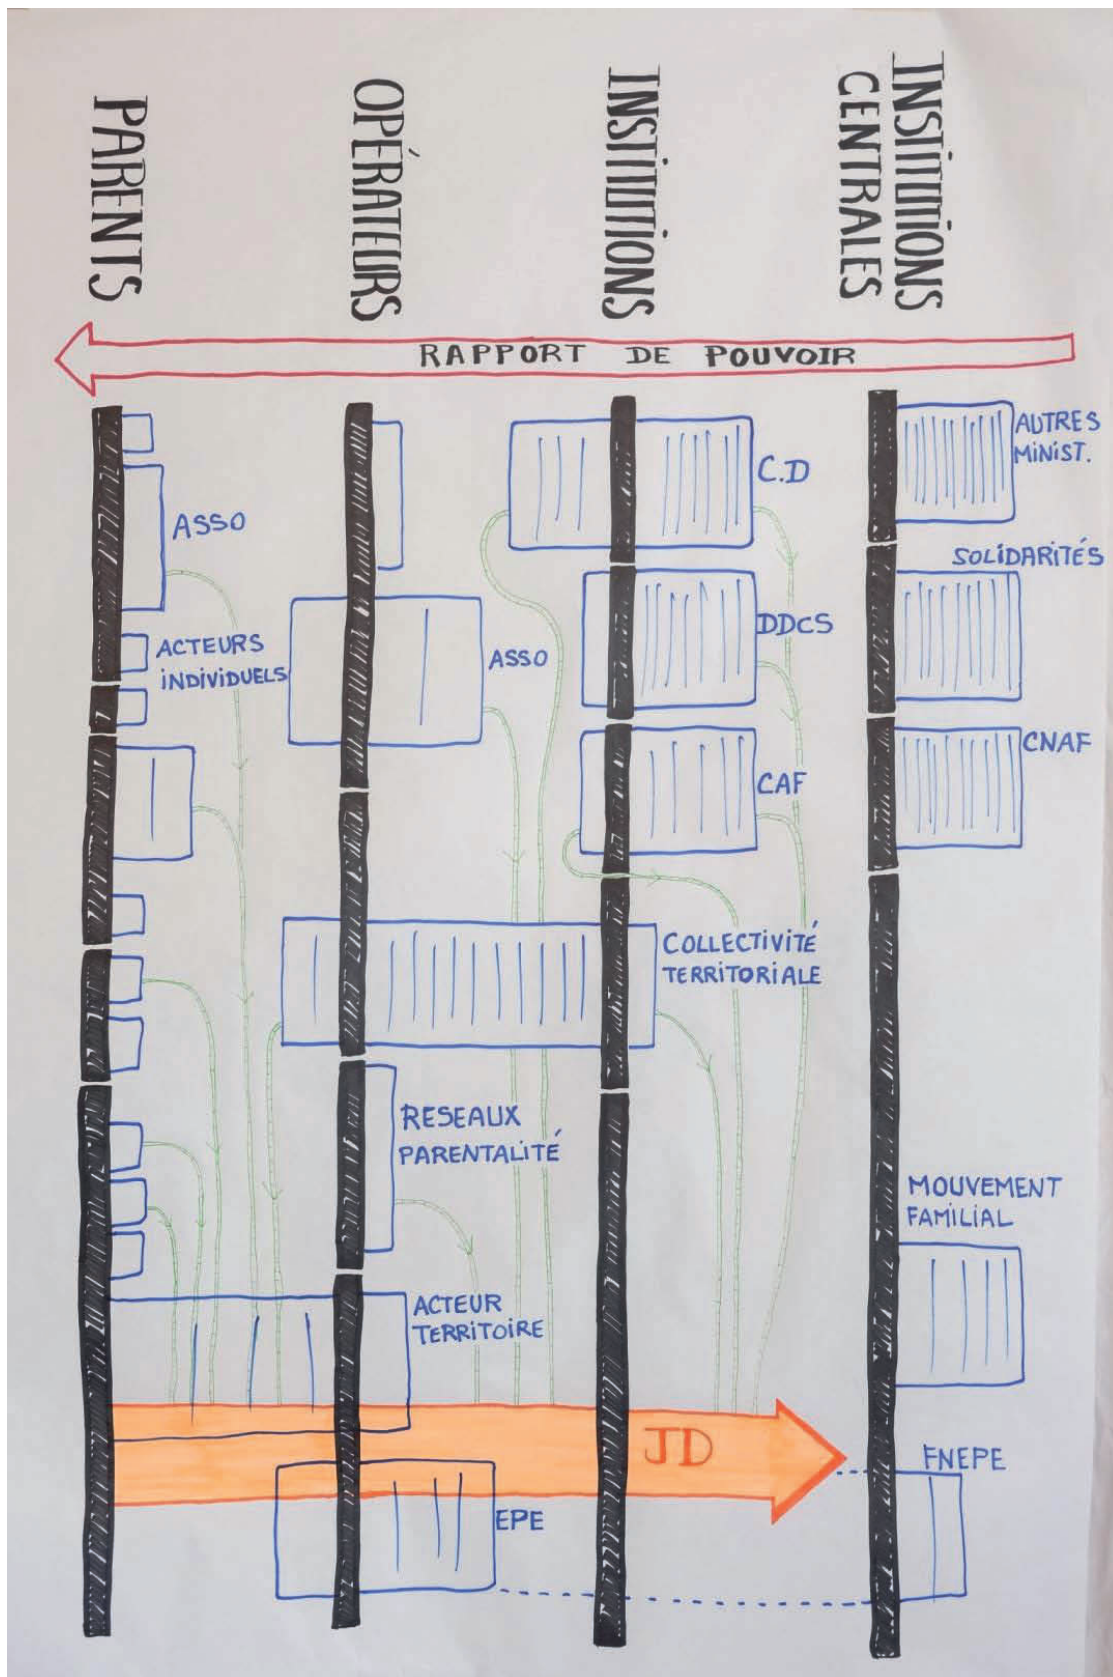 PARENTS
OPÉRATEURS
INSTITUTIONS
INSTITUTIONS
CENTRALES
RAPPORT DE POUVOIR
ASSO
ACTEURS
INDIVIDUELS
ASSO
C.D
DDCS
CAF
AUTRES
MINIST.
SOLIDARITÉS
CNAF
COLLECTIVITÉ
TERRITORIALE
RESEAUX
PARENTALITÉ
MOUVEMENT
FAMILIAL
ACTEUR
TERRITOIRE
JD
FNEPE
EPE